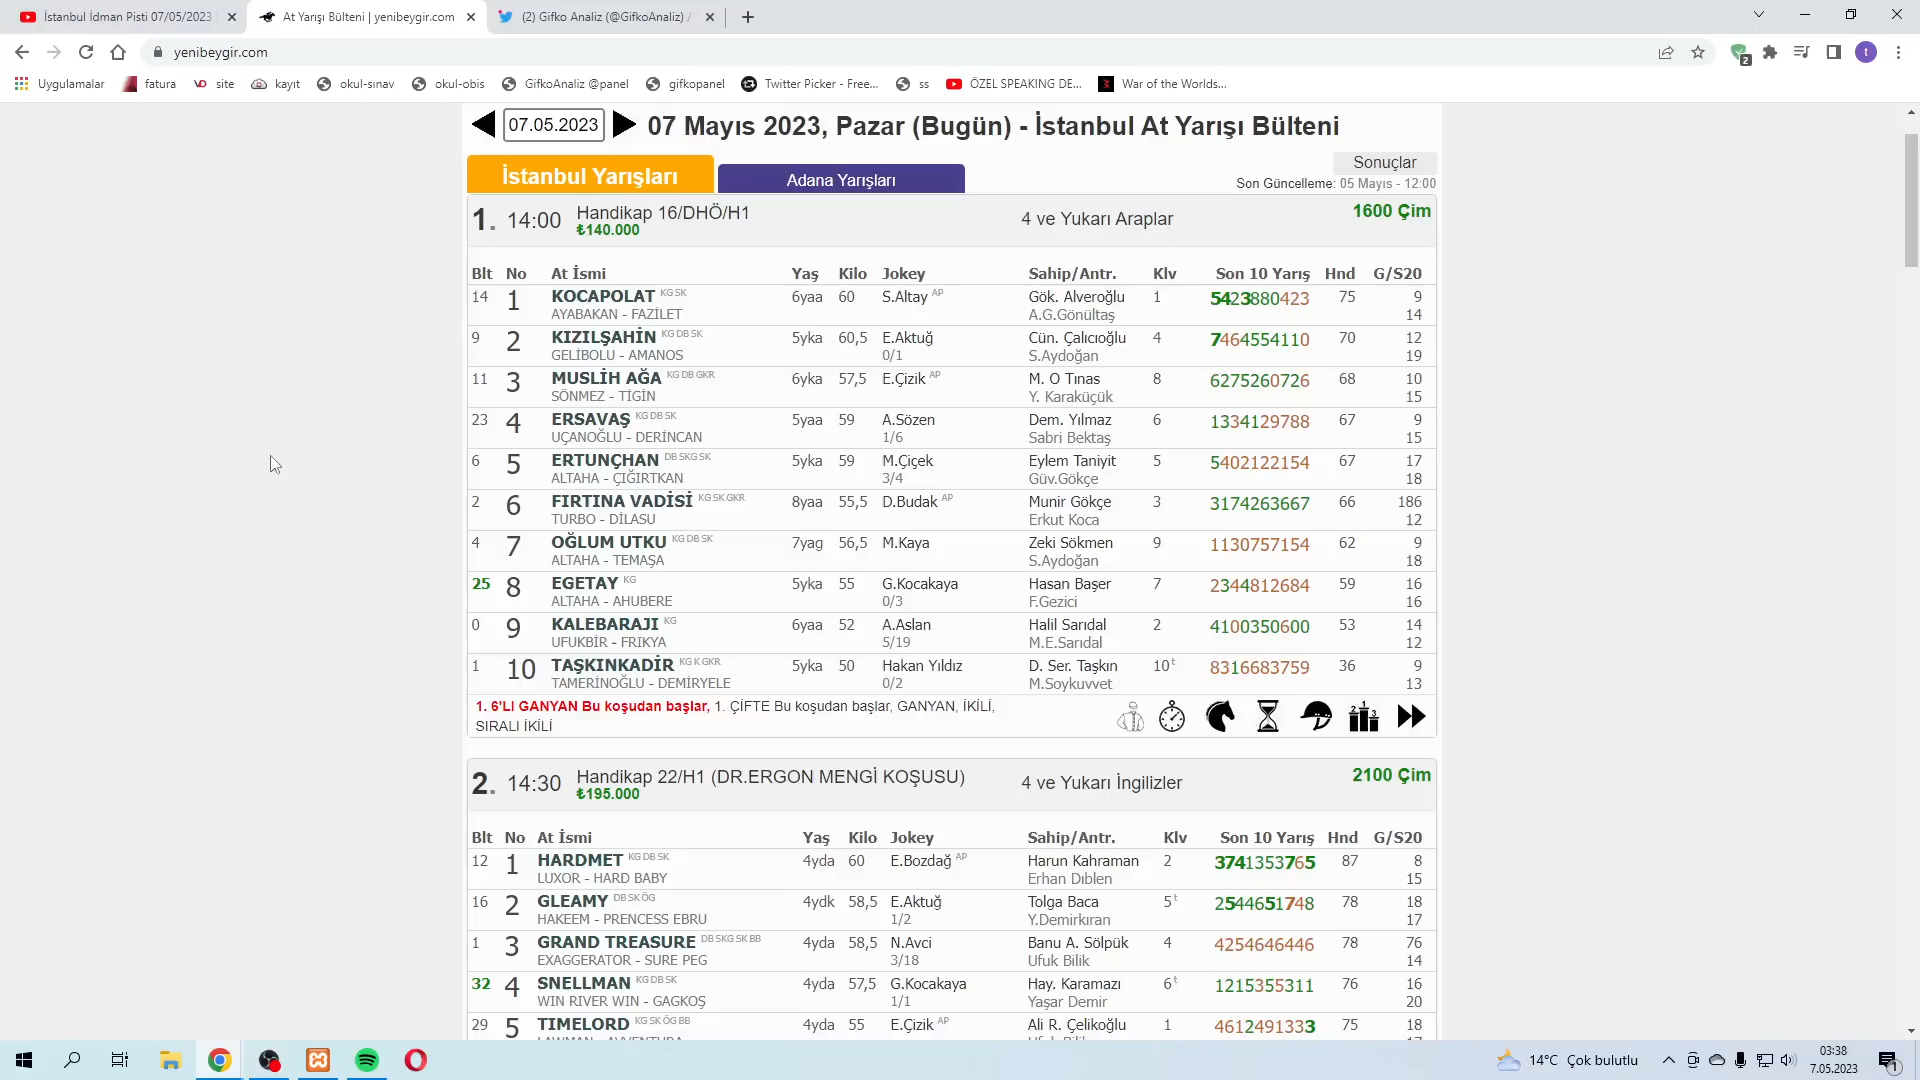 İstanbul İdman Pisti 07/05/2023
At Yarışı Bülteni | yenibeygir.com
(2) Gifko Analiz (@GifkoAnaliz) /
yenibeygir.com
2
t
Uygulamalar
fatura
site
kayıt
okul-sınav
okul-obis
GifkoAnaliz @panel
gifkopanel
Twitter Picker - Free...
ss
ÖZEL SPEAKING DE...
War of the Worlds...
07.05.2023
07 Mayıs 2023, Pazar (Bugün) - İstanbul At Yarışı Bülteni
İstanbul Yarışları
Adana Yarışları
Sonuçlar
Son Güncelleme: 05 Mayıs - 12:00
1. 14:00 Handikap 16/DHÖ/H1 4 ve Yukarı Araplar 1600 Çim
₺140.000
Blt No At İsmi Yaş Kilo Jokey Sahip/Antr. Klv Son 10 Yarış Hnd G/S20
14 1 KOCAPOLAT KG SK 6yaa 60 S.Altay AP Gök. Alveroğlu 1 5423880423 75 9
AYABAKAN - FAZİLET A.G.Gönültaş 14
9 2 KIZILŞAHİN KG DB SK 5yka 60,5 E.Aktuğ Cün. Çalıcıoğlu 4 7464554110 70 12
GELİBOLU - AMANOS 0/1 S.Aydoğan 19
11 3 MUSLİH AĞA KG DB GKR 6yka 57,5 E.Çizik AP M. O Tınas 8 6275260726 68 10
SÖNMEZ - TİGİN Y. Karaküçük 15
23 4 ERSAVAŞ KG DB SK 5yaa 59 A.Sözen Dem. Yılmaz 6 1334129788 67 9
UÇANOĞLU - DERİNCAN 1/6 Sabri Bektaş 15
6 5 ERTUNÇHAN DB SKG SK 5yka 59 M.Çiçek Eylem Taniyit 5 5402122154 67 17
ALTAHA - ÇIĞIRTKAN 3/4 Güv.Gökçe 18
2 6 FIRTINA VADİSİ KG SK GKR 8yaa 55,5 D.Budak AP Munir Gökçe 3 3174263667 66 186
TURBO - DİLASU Erkut Koca 12
4 7 OĞLUM UTKU KG DB SK 7yag 56,5 M.Kaya Zeki Sökmen 9 1130757154 62 9
ALTAHA - TEMAŞA S.Aydoğan 18
25 8 EGETAY KG 5yka 55 G.Kocakaya Hasan Başer 7 2344812684 59 16
ALTAHA - AHUBERE 0/3 F.Gezici 16
0 9 KALEBARAJI KG 6yaa 52 A.Aslan Halil Sarıdal 2 4100350600 53 14
UFUKBİR - FRIKYA 5/19 M.E.Sarıdal 12
1 10 TAŞKINKADİR KG K GKR 5yka 50 Hakan Yıldız D. Ser. Taşkın 10 t 8316683759 36 9
TAMERİNOĞLU - DEMİRYELE 0/2 M.Soykuvvet 13
1. 6'LI GANYAN Bu koşudan başlar, 1. ÇİFTE Bu koşudan başlar, GANYAN, İKİLİ,
SIRALI İKİLİ
2. 14:30 Handikap 22/H1 (DR.ERGON MENGİ KOŞUSU) 4 ve Yukarı İngilizler 2100 Çim
₺195.000
Blt No At İsmi Yaş Kilo Jokey Sahip/Antr. Klv Son 10 Yarış Hnd G/S20
12 1 HARDMET KG DB SK 4yda 60 E.Bozdağ AP Harun Kahraman 2 3741353765 87 8
LUXOR - HARD BABY Erhan Dıblen 15
16 2 GLEAMY DB SK ÖG 4ydk 58,5 E.Aktuğ Tolga Baca 5 t 2544651748 78 18
HAKEEM - PRENCESS EBRU 1/2 Y.Demirkıran 17
1 3 GRAND TREASURE DB SKG SK BB 4yda 58,5 N.Avci Banu A. Sölpük 4 4254646446 78 76
EXAGGERATOR - SURE PEG 3/18 Ufuk Bilik 14
32 4 SNELLMAN KG DB SK 4yda 57,5 G.Kocakaya Hay. Karamazı 6 t 1215355311 76 16
WIN RIVER WIN - GAGKOŞ 1/1 Yaşar Demir 20
29 5 TIMELORD KG SK ÖG BB 4yda 55 E.Çizik AP Ali R. Çelikoğlu 1 4612491333 75 18
14°C Çok bulutlu
03:38
7.05.2023
1